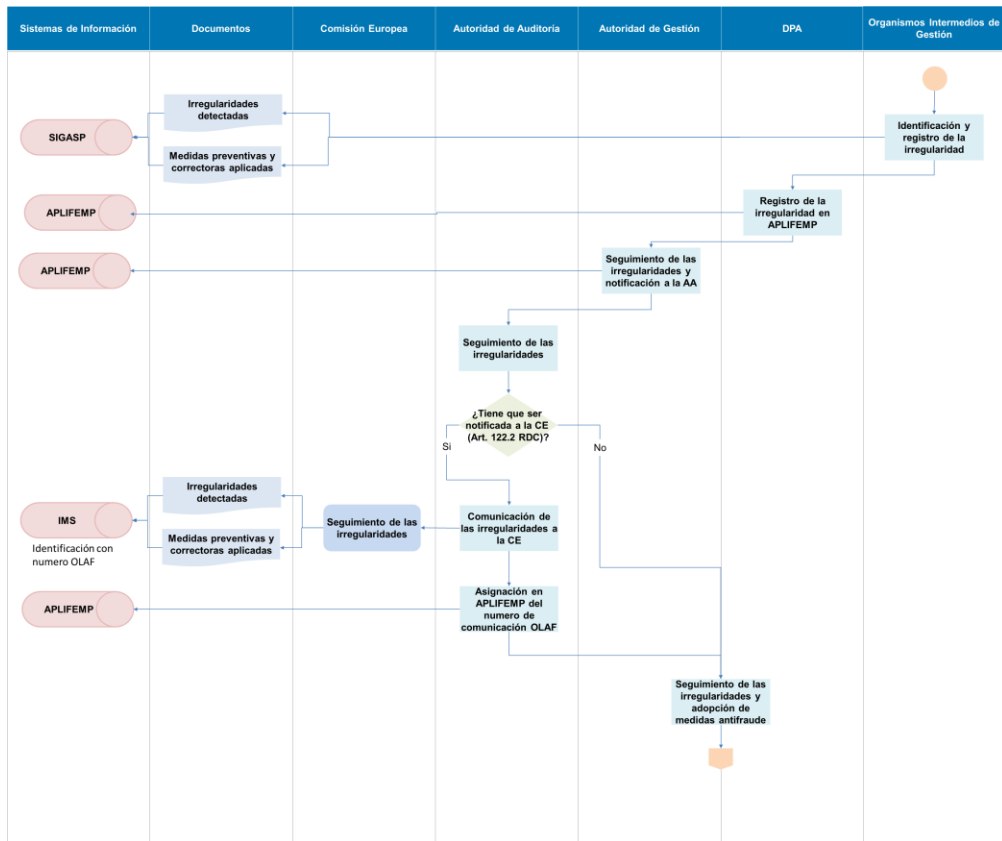 Sistemas de Información
Documentos
Comisión Europea
Autoridad de Auditoría
Autoridad de Gestión
DPA
Organismos Intermedios de
Gestión
Irregularidades
detectadas
SIGASP
Medidas preventivas y
correctoras aplicadas
Identificación y
registro de la
irregularidad
APLIFEMP
Registro de la
irregularidad en
APLIFEMP
APLIFEMP
Seguimiento de las
irregularidades y
notificación a la AA
Seguimiento de las
irregularidades
¿Tiene que ser
notificada a la CE
(Art. 122.2 RDC)?
Si
No
Irregularidades
detectadas
IMS
Identificación con
numero OLAF
Medidas preventivas y
correctoras aplicadas
Seguimiento de las
irregularidades
Comunicación de
las irregularidades a
la CE
APLIFEMP
Asignación en
APLIFEMP del
numero de
comunicación OLAF
Seguimiento de las
irregularidades y
adopción de
medidas antifraude